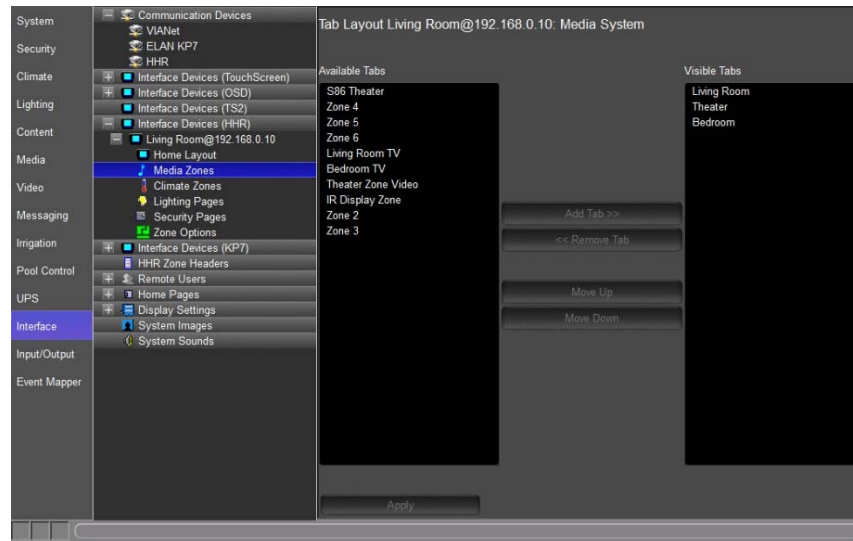 System
Security
Climate
Lighting
Content
Media
Video
Messaging
Irrigation
Pool Control
UPS
Interface
Input/Output
Event Mapper
Communication Devices
VIANet
ELAN KP7
HHR
Interface Devices (TouchScreen)
Interface Devices (OSD)
Interface Devices (TS2)
Interface Devices (HHR)
Living Room@192.168.0.10
Home Layout
Media Zones
Climate Zones
Lighting Pages
Security Pages
Zone Options
Interface Devices (KP7)
HHR Zone Headers
Remote Users
Home Pages
Display Settings
System Images
System Sounds
Tab Layout Living Room@192.168.0.10: Media System
Available Tabs
S86 Theater
Zone 4
Zone 5
Zone 6
Living Room TV
Bedroom TV
Theater Zone Video
IR Display Zone
Zone 2
Zone 3
Add Tab >>
<< Remove Tab
Move Up
Move Down
Visible Tabs
Living Room
Theater
Bedroom
Apply